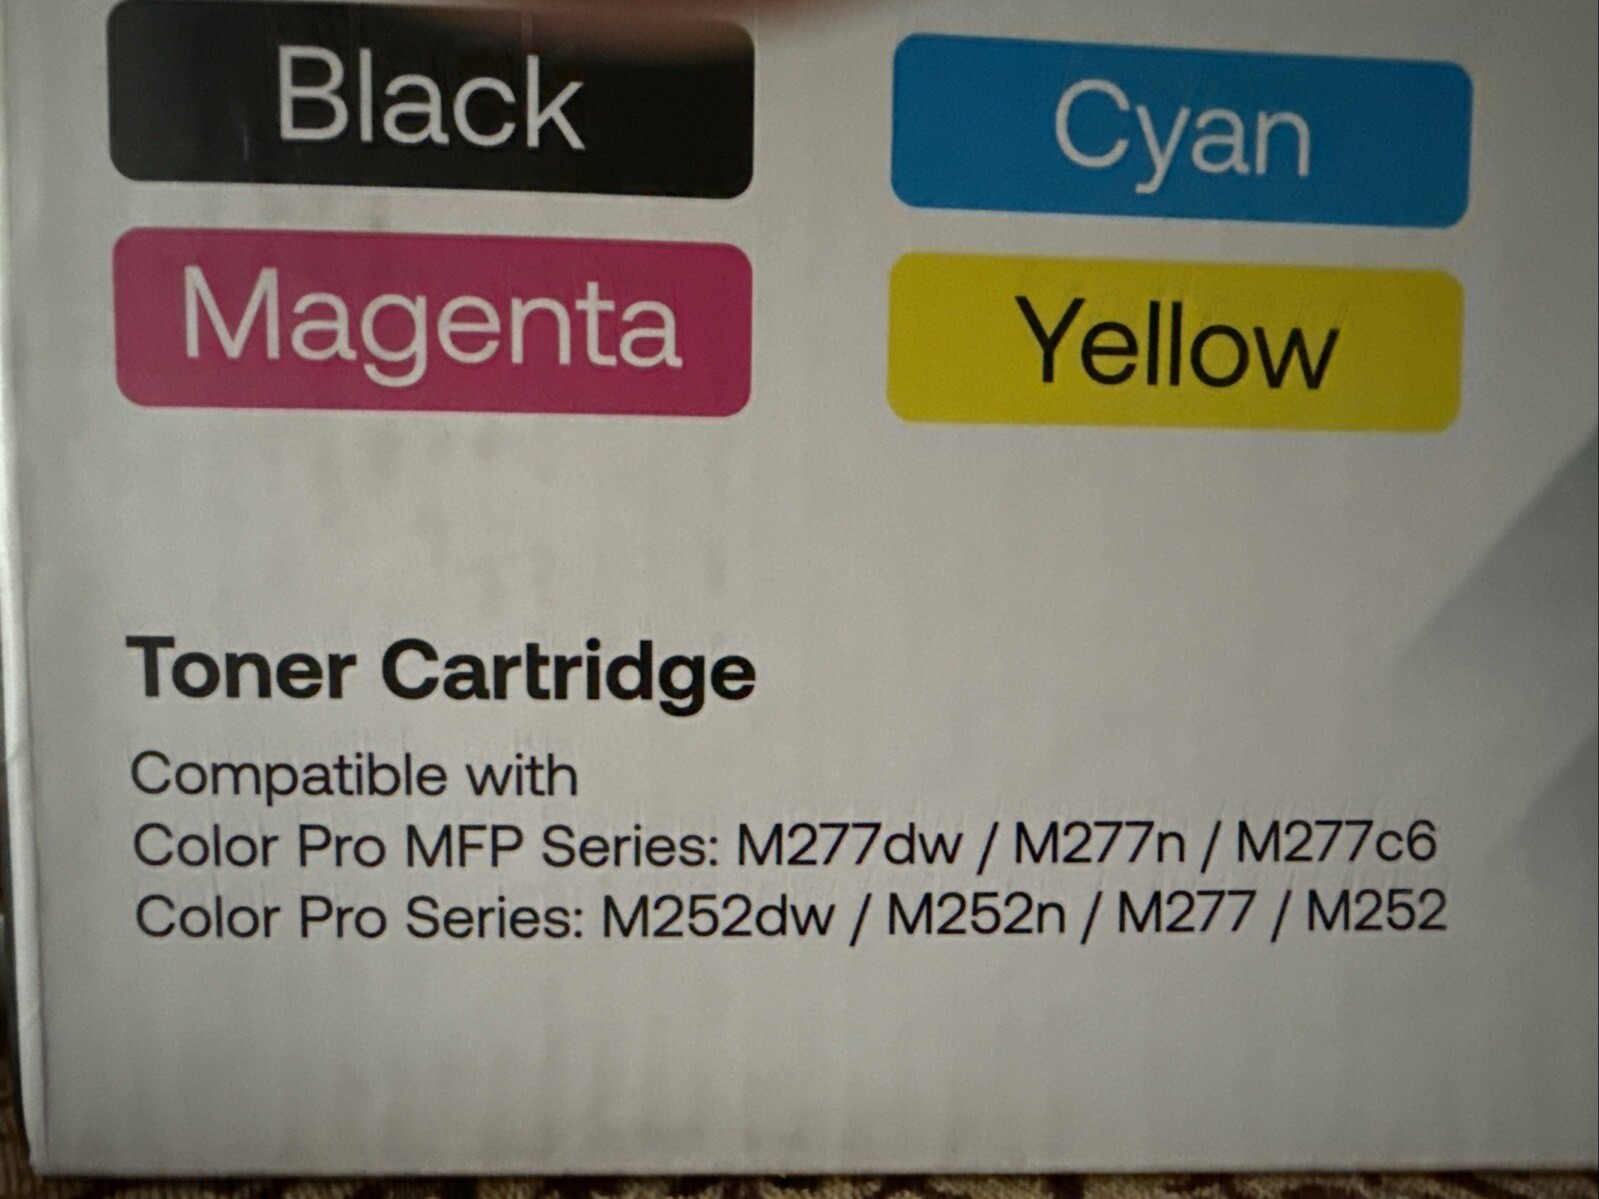 Black
Cyan
Magenta
Yellow
Toner Cartridge
Compatible with
Color Pro MFP Series: M277dw / M277n / M277c6
Color Pro Series: M252dw / M252n / M277 / M252